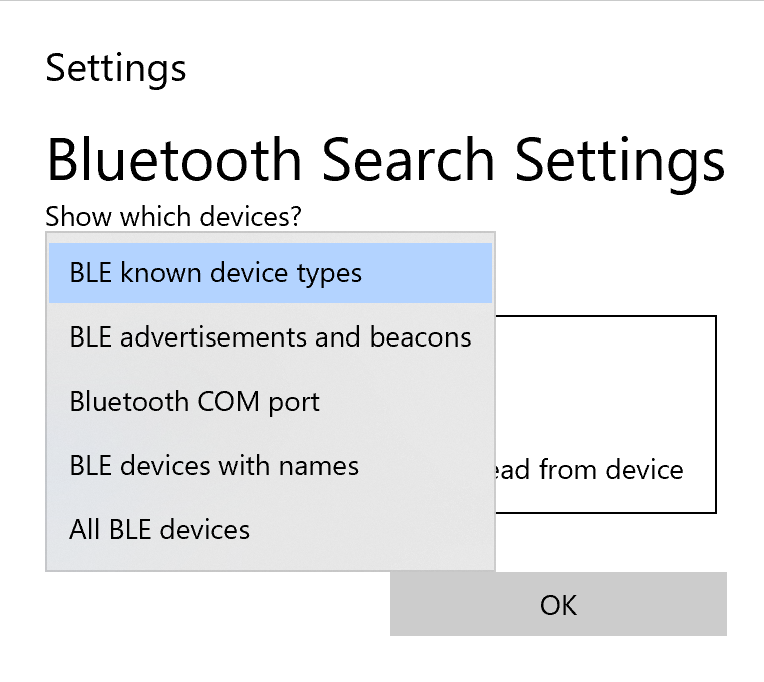 Settings
Bluetooth Search Settings
Show which devices?
BLE known device types
BLE advertisements and beacons
Bluetooth COM port
BLE devices with names
from device
All BLE devices
OK